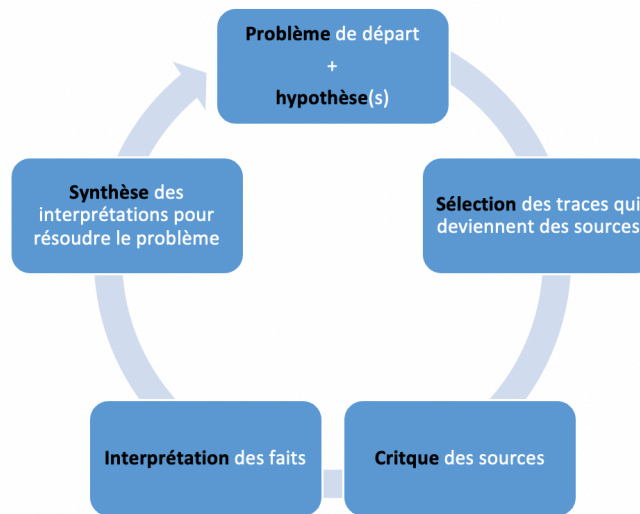 Problème de départ
+
hypothèse(s)
Sélection des traces qui
deviennent des sources
Critque des sources
Interprétation des faits
Synthèse des
interprétations pour
résoudre le problème